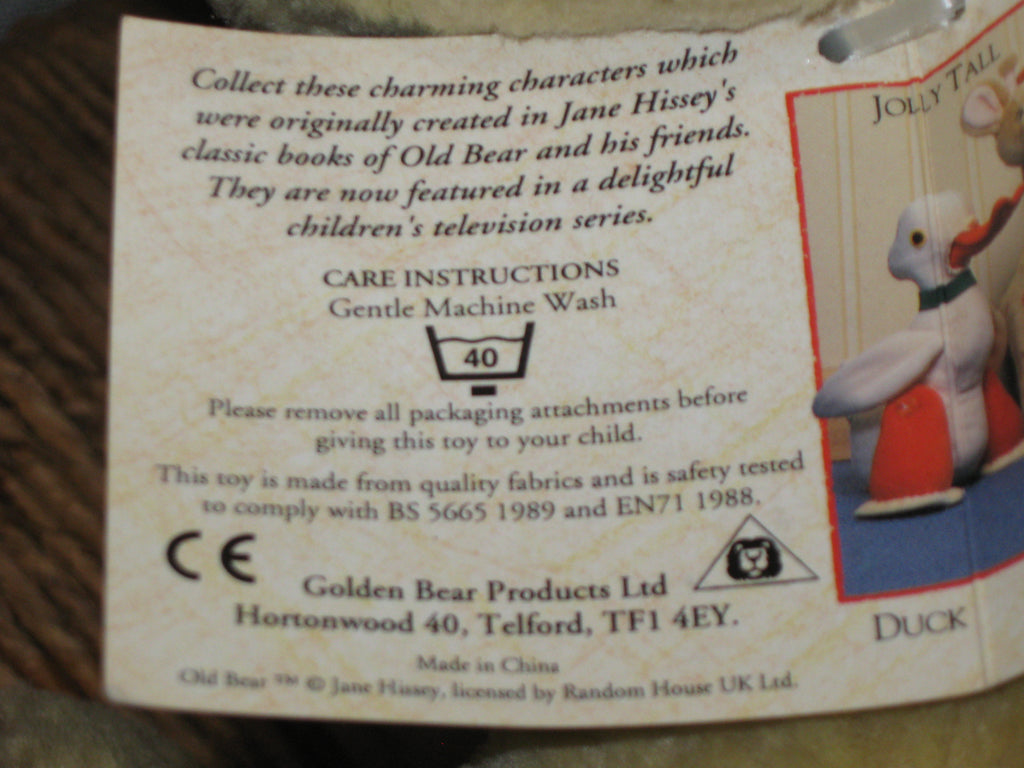 Collect these charming characters which
were originally created in Jane Hissey's
classic books of Old Bear and his friends.
They are now featured in a delightful
children's television series.
CARE INSTRUCTIONS
Gentle Machine Wash
40
Please remove all packaging attachments before
giving this toy to your child.
This toy is made from quality fabrics and is safety tested
to comply with BS 5665 1989 and EN71 1988.
CE
Golden Bear Products Ltd
Hortonwood 40, Telford, TF1 4EY.
Made in China
Old Bear ™ © Jane Hissey, licensed by Random House UK Ltd.
JOLLY TALL
DUCK